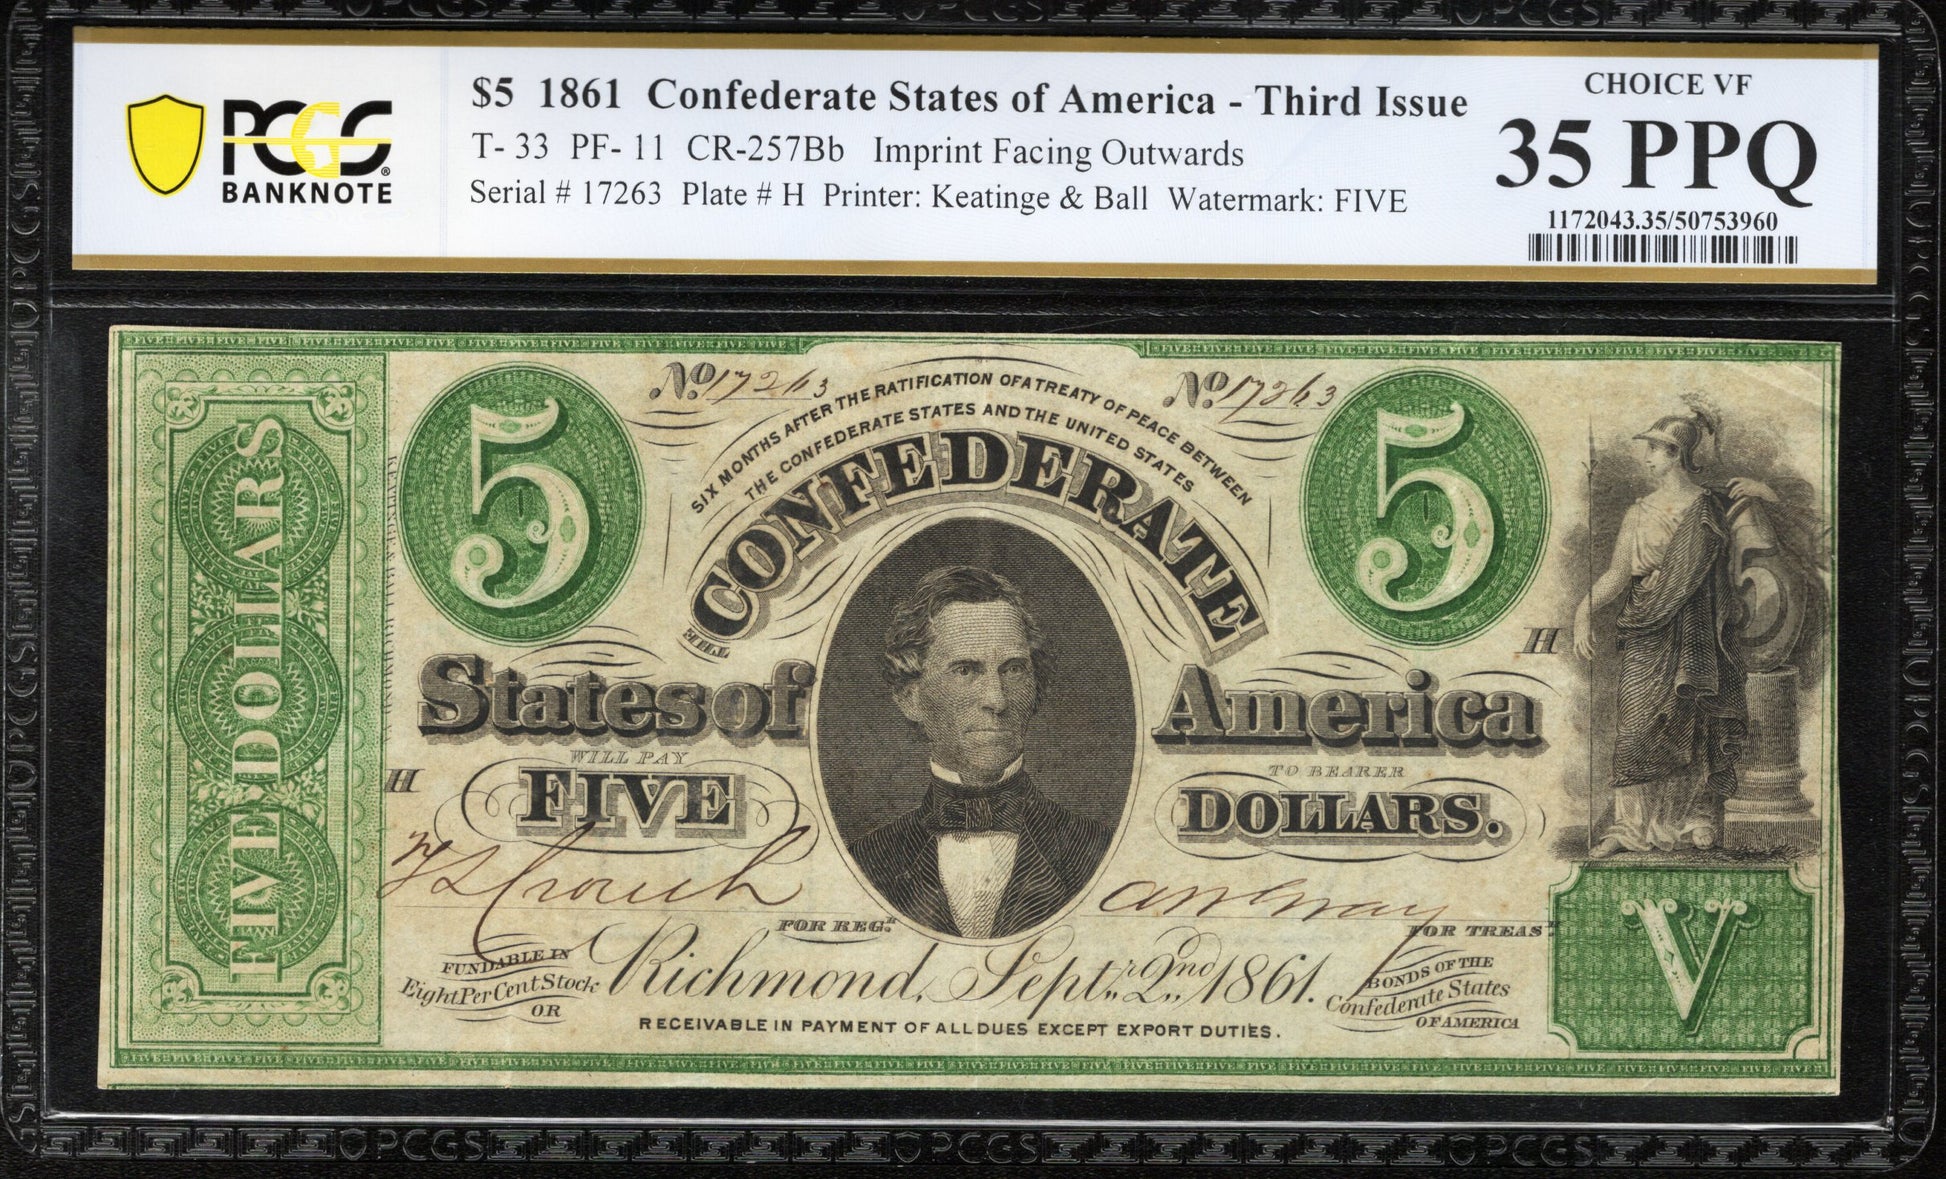 PCGS
BANKNOTE
$5 1861 Confederate States of America - Third Issue
T- 33 PF- 11 CR-257Bb Imprint Facing Outwards
Serial # 17263 Plate # H Printer: Keatinge & Ball Watermark: FIVE
CHOICE VF
35 PPQ
1172043.35/50753960
FIVE DOLLARS
5
No. 17263
No. 17263
5
SIX MONTHS AFTER THE RATIFICATION OF A TREATY OF PEACE BETWEEN
THE CONFEDERATE STATES AND THE UNITED STATES
CONFEDERATE
5
H
States of America
WILL PAY TO BEARER
H
FIVE DOLLARS.
FOR REGR.
FOR TREASR.
FUNDABLE IN
Eight Per Cent Stock
OR
Richmond, Septr. 2nd, 1861.
BONDS OF THE
Confederate States
OF AMERICA
RECEIVABLE IN PAYMENT OF ALL DUES EXCEPT EXPORT DUTIES.
V